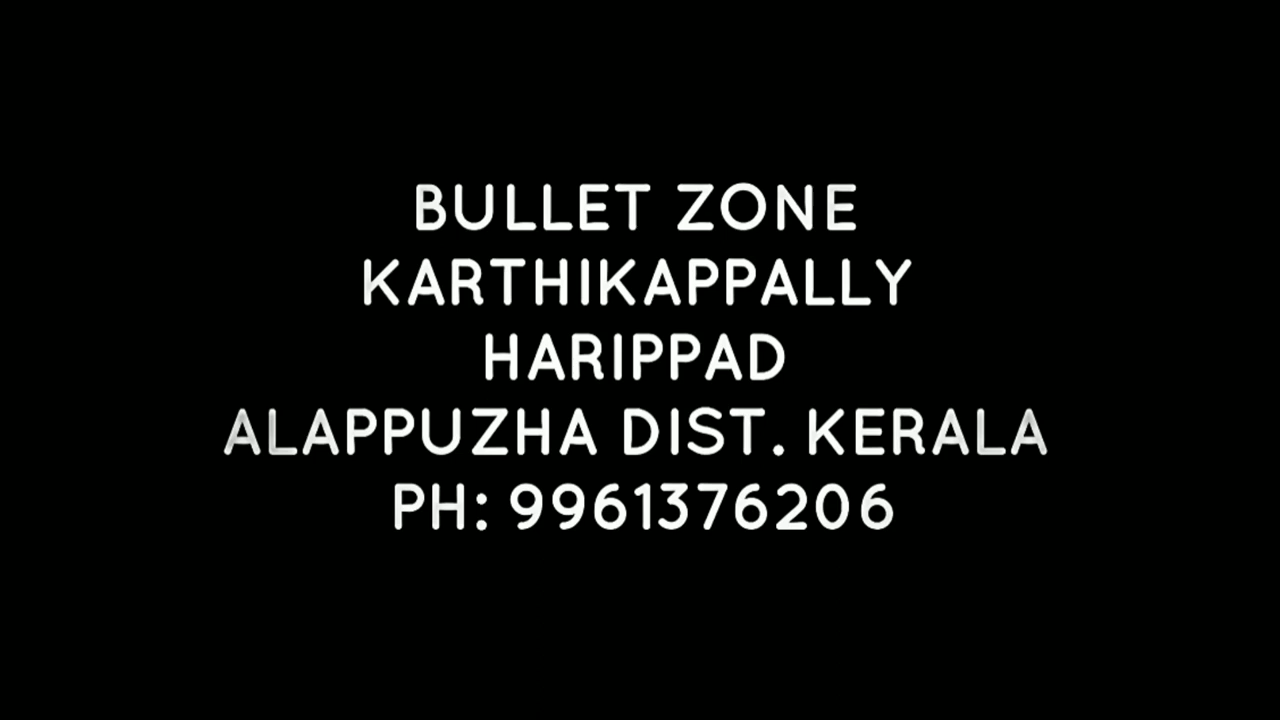 BULLET ZONE
KARTHIKAPPALLY
HARIPPAD
ALAPPUZHA DIST. KERALA
PH: 9961376206